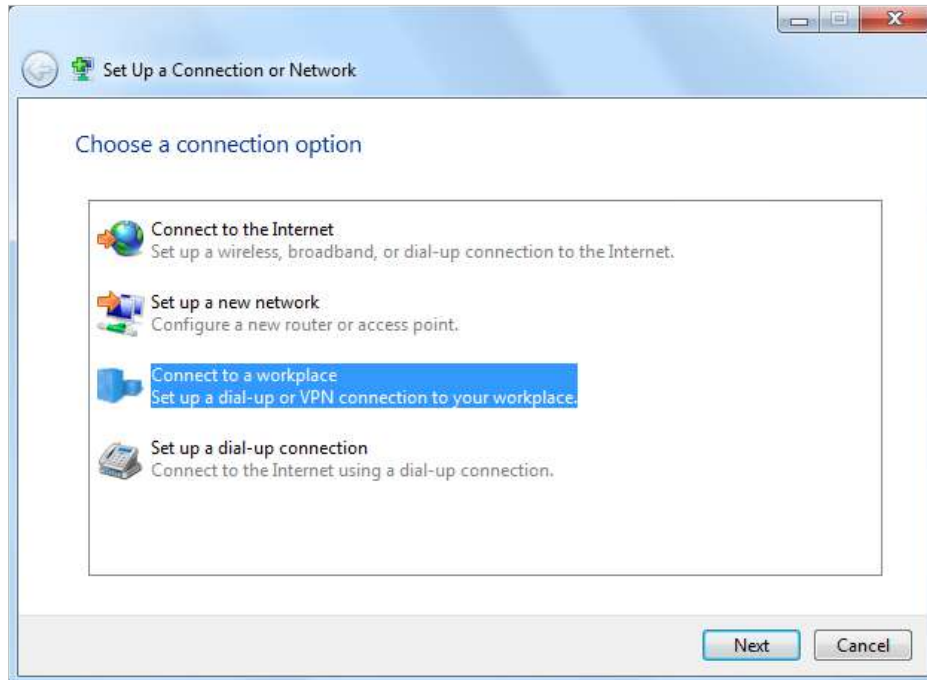 Set Up a Connection or Network
Choose a connection option
Connect to the Internet
Set up a wireless, broadband, or dial-up connection to the Internet.
Set up a new network
Configure a new router or access point.
Connect to a workplace
Set up a dial-up or VPN connection to your workplace.
Set up a dial-up connection
Connect to the Internet using a dial-up connection.
Next
Cancel